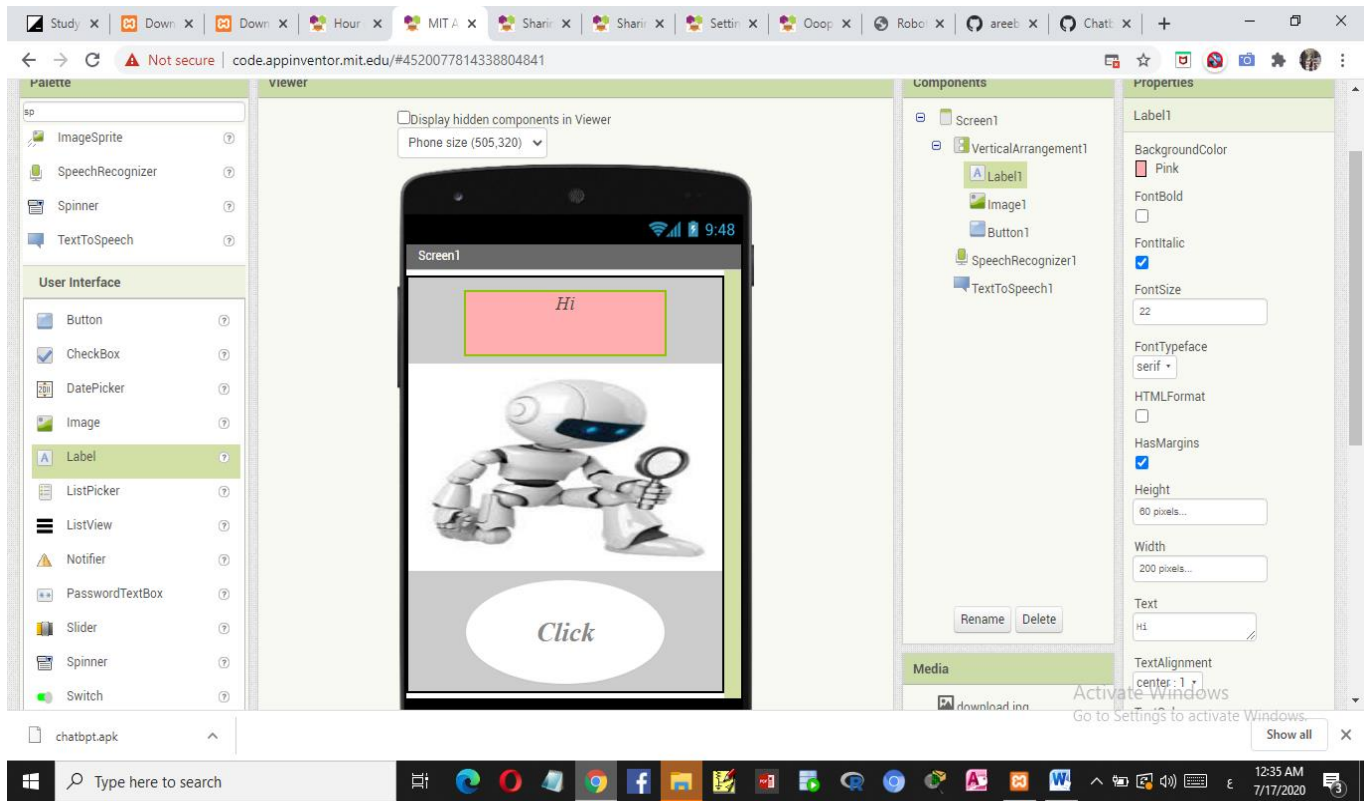 Study
Down
Down
Hour
MIT A
Sharin
Sharin
Settin
Ooop
Robot
areeb
Chatb
Not secure | code.appinventor.mit.edu/#4520077814338804841
Palette
sp
ImageSprite
SpeechRecognizer
Spinner
TextToSpeech
User Interface
Button
CheckBox
DatePicker
Image
Label
ListPicker
ListView
Notifier
PasswordTextBox
Slider
Spinner
Switch
Viewer
Display hidden components in Viewer
Phone size (505,320)
9:48
Screen1
Hi
Click
Components
Screen1
VerticalArrangement1
Label1
Image1
Button1
SpeechRecognizer1
TextToSpeech1
Rename Delete
Media
download.jpg
Properties
Label1
BackgroundColor
Pink
FontBold
FontItalic
FontSize
22
FontTypeface
serif
HTMLFormat
HasMargins
Height
60 pixels...
Width
200 pixels...
Text
Hi
TextAlignment
center : 1
Activate Windows
Go to Settings to activate Windows.
chatbpt.apk
Show all
Type here to search
ع
12:35 AM
7/17/2020
3